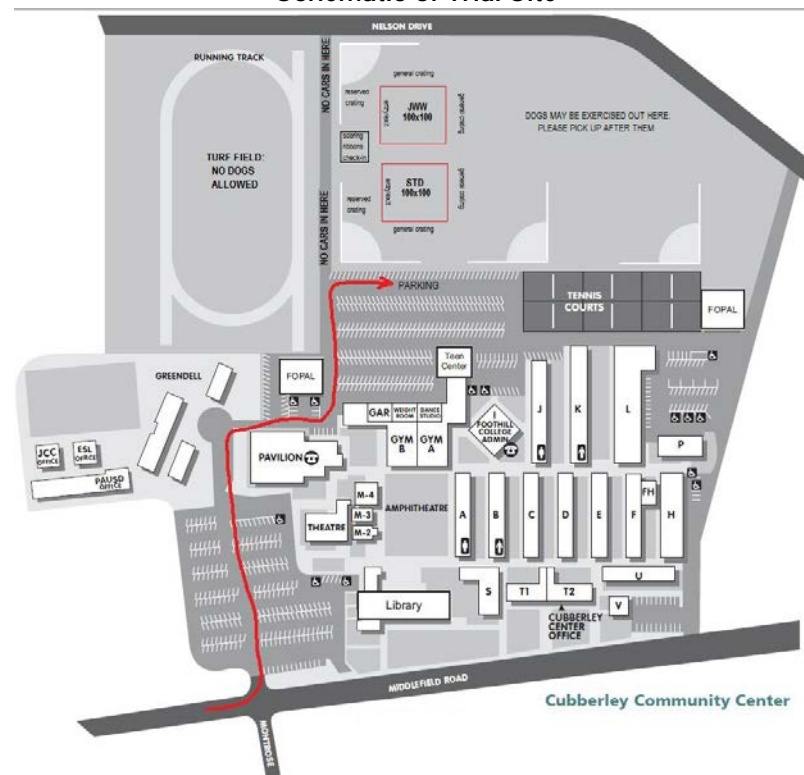 Schematic of Trial Site
NELSON DRIVE
RUNNING TRACK
NO CARS IN HERE
general crating
reserved
crating
entry/exit
JWW
100x100
general crating
scoring
ribbons
check-in
DOGS MAY BE EXERCISED OUT HERE:
PLEASE PICK UP AFTER THEM
TURF FIELD:
NO DOGS
ALLOWED
NO CARS IN HERE
reserved
crating
entry/exit
STD
100x100
general crating
general crating
PARKING
TENNIS
COURTS
FOPAL
GREENDELL
FOPAL
Teen
Center
GAR
WEIGHT
ROOM
DANCE
STUDIO
GYM
B
GYM
A
I
FOOTHILL
COLLEGE
ADMIN
J
K
L
P
JCC
OFFICE
ESL
OFFICE
PAUSD
OFFICE
PAVILION
M-4
M-3
M-2
THEATRE
AMPHITHEATRE
A
B
C
D
E
F
FH
H
Library
S
T1
T2
U
V
CUBBERLEY
CENTER
OFFICE
MIDDLEFIELD ROAD
MONTROSE
Cubberley Community Center